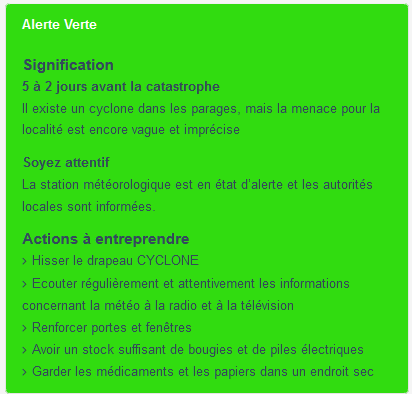 Alerte Verte
Signification
5 à 2 jours avant la catastrophe
Il existe un cyclone dans les parages, mais la menace pour la
localité est encore vague et imprécise
Soyez attentif
La station météorologique est en état d'alerte et les autorités
locales sont informées.
Actions à entreprendre
› Hisser le drapeau CYCLONE
› Ecouter régulièrement et attentivement les informations
concernant la météo à la radio et à la télévision
› Renforcer portes et fenêtres
› Avoir un stock suffisant de bougies et de piles électriques
› Garder les médicaments et les papiers dans un endroit sec